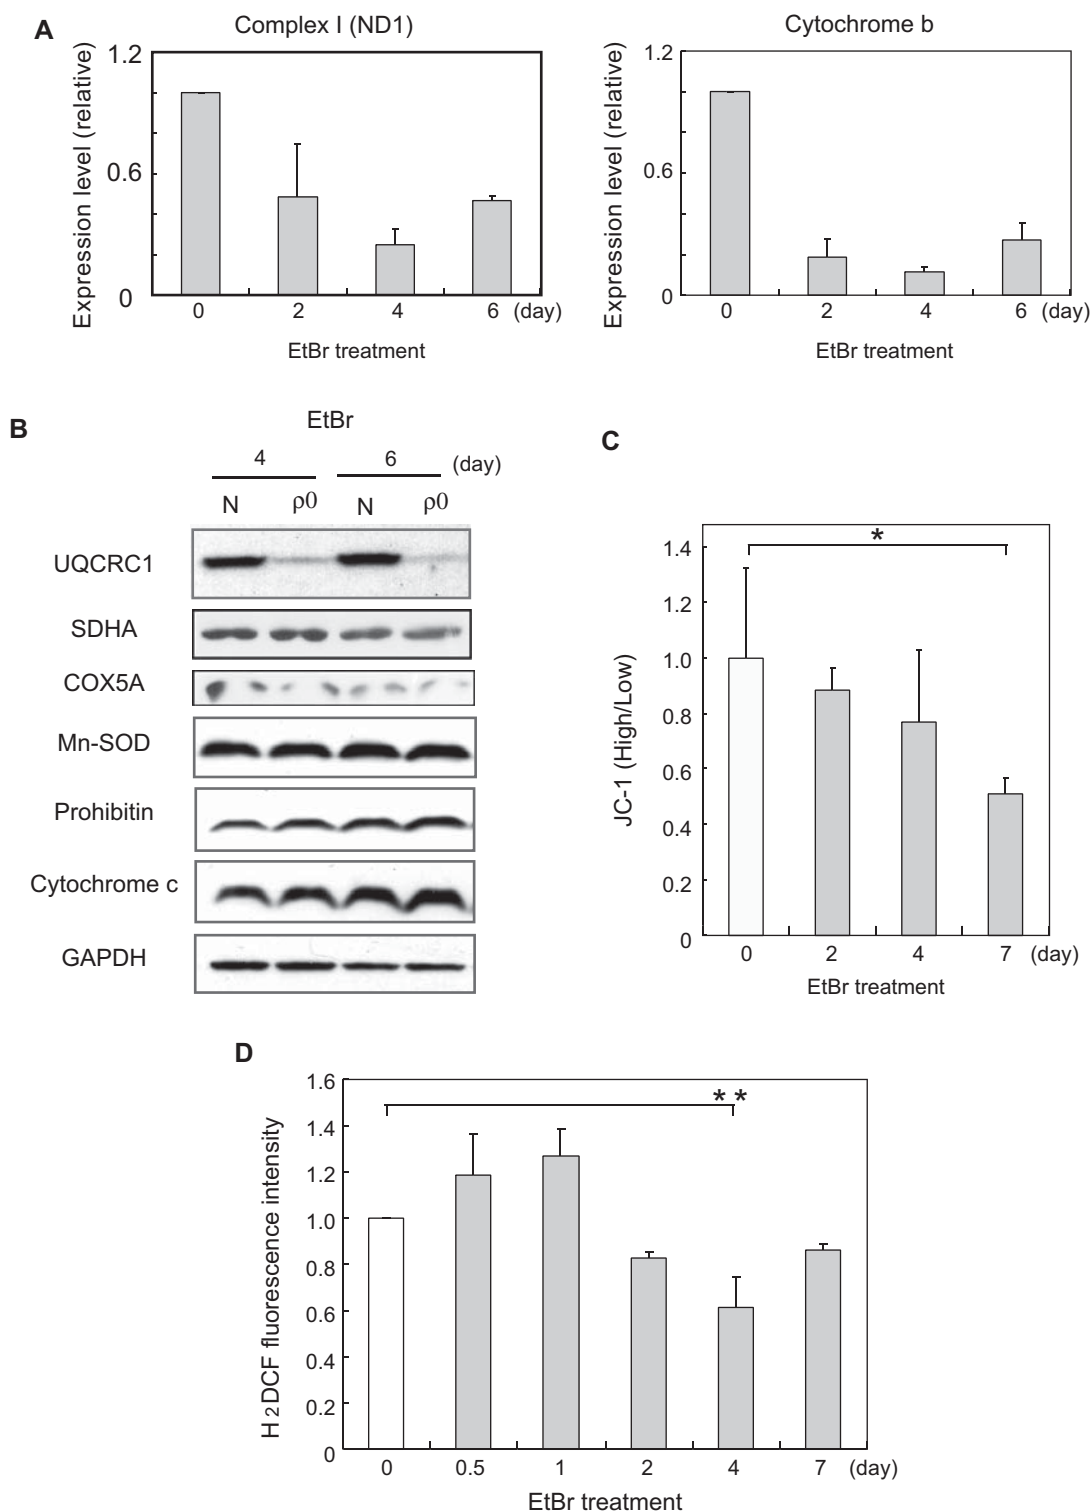 A
Complex I (ND1)
Expression level (relative)
1.2
0.6
0
0 2 4 6 (day)
EtBr treatment
Cytochrome b
Expression level (relative)
1.2
0.6
0
0 2 4 6 (day)
EtBr treatment
B
EtBr
4 6 (day)
N ρ0 N ρ0
UQCRC1
SDHA
COX5A
Mn-SOD
Prohibitin
Cytochrome c
GAPDH
C
JC-1 (High/Low)
*
1.4
1.2
1.0
0.8
0.6
0.4
0.2
0
0 2 4 7 (day)
EtBr treatment
D
H2DCF fluorescence intensity
1.6
**
1.4
1.2
1.0
0.8
0.6
0.4
0.2
0
0 0.5 1 2 4 7 (day)
EtBr treatment